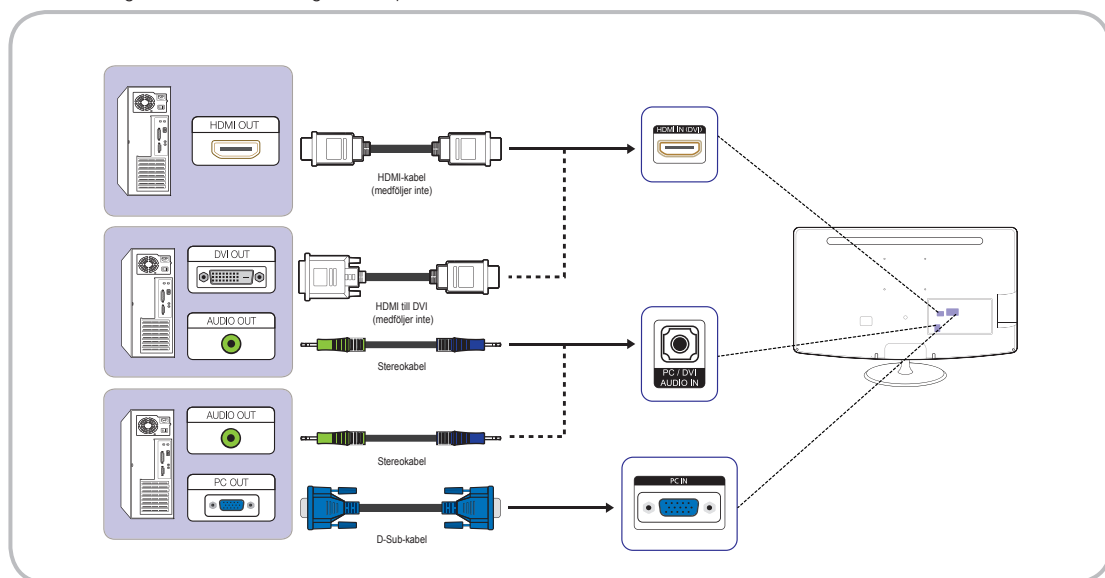 HDMI OUT
HDMI-kabel
(medföljer inte)
HDMI IN (DVI)
DVI OUT
HDMI till DVI
(medföljer inte)
AUDIO OUT
Stereokabel
PC / DVI
AUDIO IN
AUDIO OUT
Stereokabel
PC OUT
D-Sub-kabel
PC IN